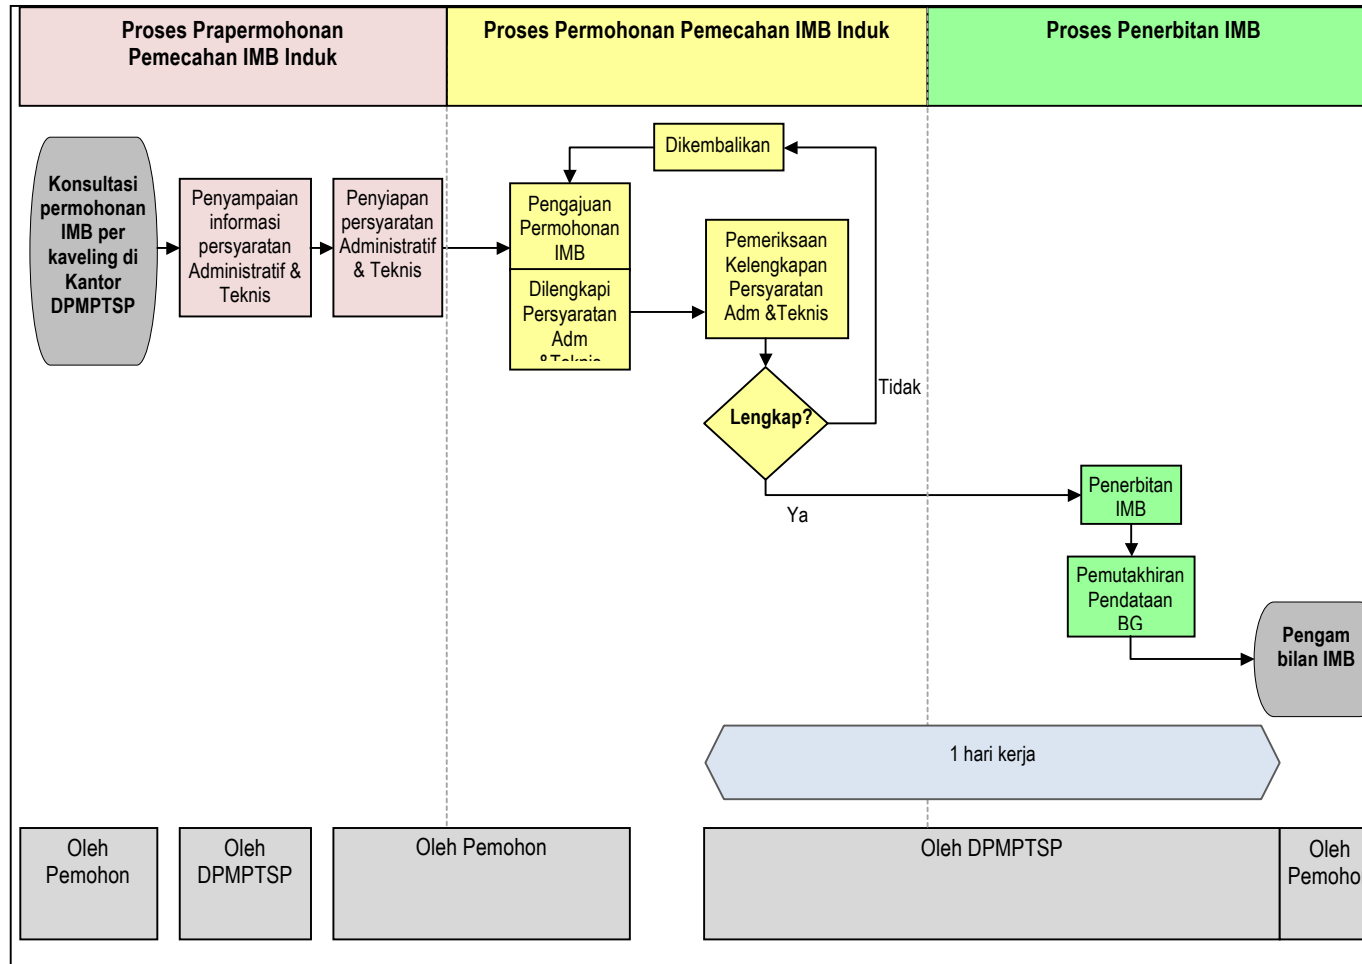 Proses Prapermohonan
Pemecahan IMB Induk
Proses Permohonan Pemecahan IMB Induk
Proses Penerbitan IMB
Konsultasi
permohonan
IMB per
kaveling di
Kantor
DPMPTSP
Penyampaian
informasi
persyaratan
Administratif &
Teknis
Penyiapan
persyaratan
Administratif
& Teknis
Dikembalikan
Pengajuan
Permohonan
IMB
Dilengkapi
Persyaratan
Adm
&Teknis
Pemeriksaan
Kelengkapan
Persyaratan
Adm &Teknis
Lengkap?
Tidak
Ya
Penerbitan
IMB
Pemutakhiran
Pendataan
BG
Pengam
bilan IMB
1 hari kerja
Oleh
Pemohon
Oleh
DPMPTSP
Oleh Pemohon
Oleh DPMPTSP
Oleh
Pemoho